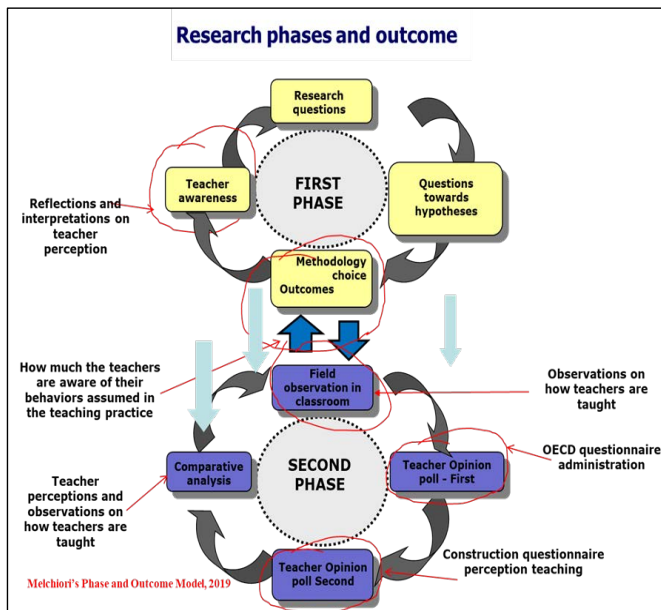 Research phases and outcome
Research
questions
Teacher
awareness
FIRST
PHASE
Questions
towards
hypotheses
Reflections and
interpretations on
teacher
perception
Methodology
choice
Outcomes
How much the teachers
are aware of their
behaviors assumed in
in the teaching practice
Field
observation in
classroom
Observations on
how teachers are
taught
Comparative
analysis
SECOND
PHASE
Teacher Opinion
poll - First
OECD questionnaire
administration
Teacher
perceptions and
observations on
how teachers are
taught
Teacher Opinion
poll Second
Construction questionnaire
perception teaching
Melchiori's Phase and Outcome Model, 2019